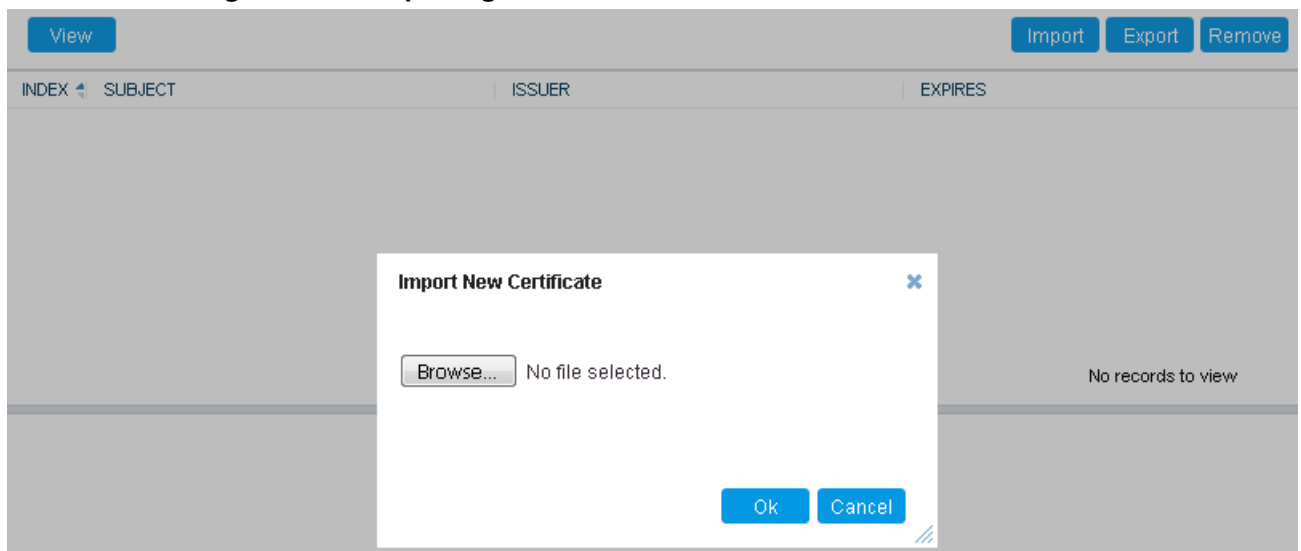 View Import Export Remove
INDEX SUBJECT ISSUER EXPIRES
Import New Certificate
Browse... No file selected.
No records to view
Ok Cancel